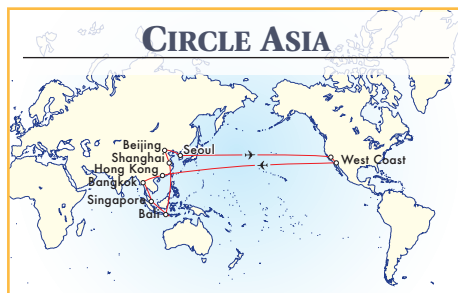 CIRCLE ASIA
Beijing
Seoul
Shanghai
West Coast
Hong Kong
Bangkok
Singapore
Bali